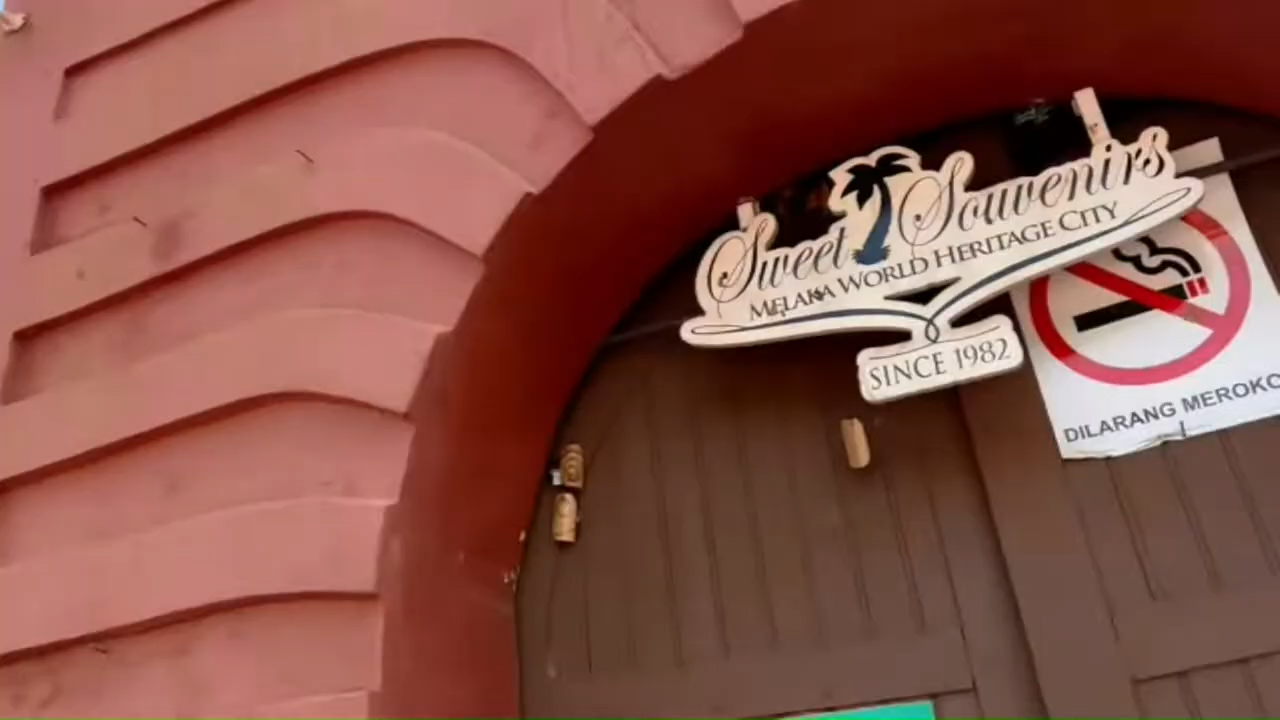 Sweet Souvenirs
MELAKA WORLD HERITAGE CITY
SINCE 1982
DILARANG MEROKO